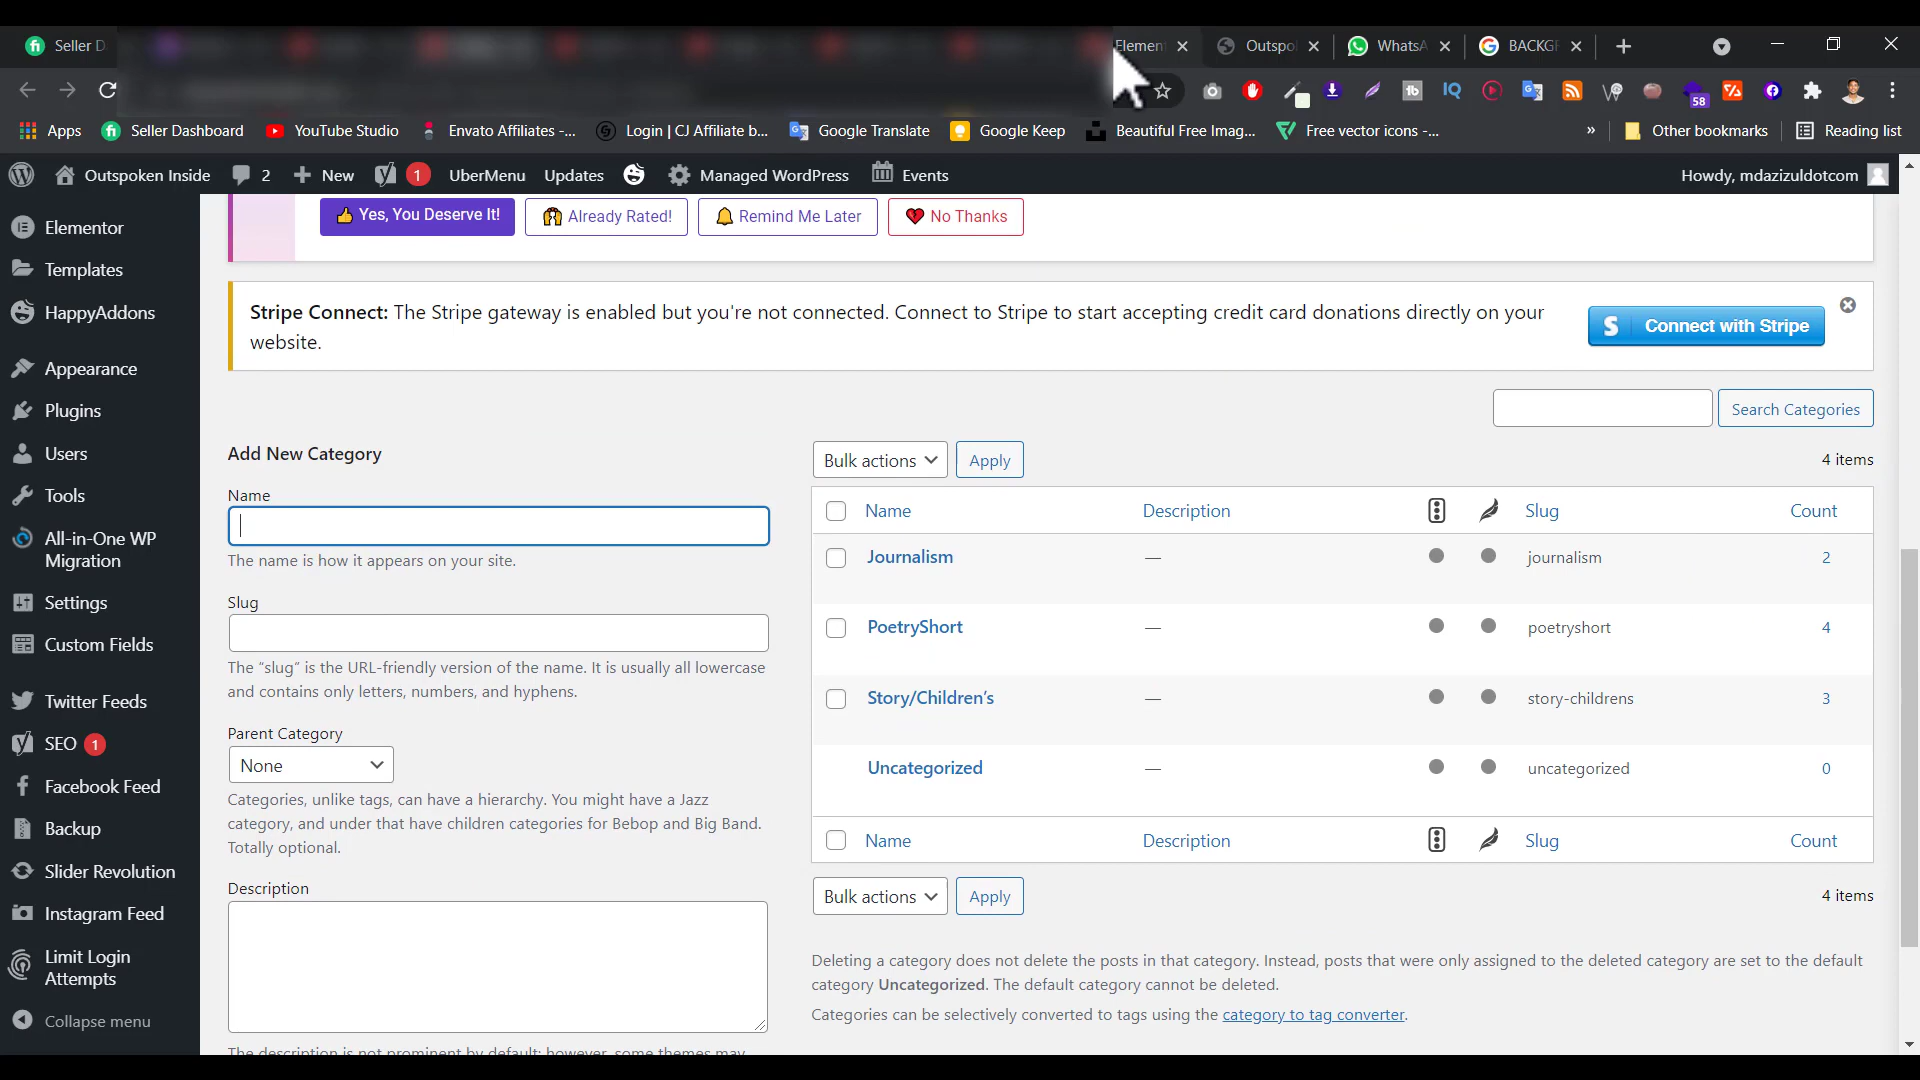 Seller D
Element
Outspo
WhatsA
BACKGR
58
Apps
Seller Dashboard
YouTube Studio
Envato Affiliates -...
Login | CJ Affiliate b...
Google Translate
Google Keep
Beautiful Free Imag...
Free vector icons -...
»
Other bookmarks
Reading list
Outspoken Inside
2
New
1
UberMenu
Updates
Managed WordPress
Events
Howdy, mdazizuldotcom
Yes, You Deserve It!
Already Rated!
Remind Me Later
No Thanks
Elementor
Templates
HappyAddons
Appearance
Plugins
Users
Tools
All-in-One WP
Migration
Settings
Custom Fields
Twitter Feeds
SEO 1
Facebook Feed
Backup
Slider Revolution
Instagram Feed
Limit Login
Attempts
Collapse menu
Stripe Connect: The Stripe gateway is enabled but you're not connected. Connect to Stripe to start accepting credit card donations directly on your
website.
Connect with Stripe
Search Categories
Add New Category
Name
The name is how it appears on your site.
Slug
The “slug” is the URL-friendly version of the name. It is usually all lowercase
and contains only letters, numbers, and hyphens.
Parent Category
None
Categories, unlike tags, can have a hierarchy. You might have a Jazz
category, and under that have children categories for Bebop and Big Band.
Totally optional.
Description
The description is not prominent by default; however, some themes may
Bulk actions
Apply
4 items
Name Description Slug Count
Journalism — journalism 2
PoetryShort — poetryshort 4
Story/Children’s — story-childrens 3
Uncategorized — uncategorized 0
Name Description Slug Count
Bulk actions
Apply
4 items
Deleting a category does not delete the posts in that category. Instead, posts that were only assigned to the deleted category are set to the default
category Uncategorized. The default category cannot be deleted.
Categories can be selectively converted to tags using the category to tag converter.